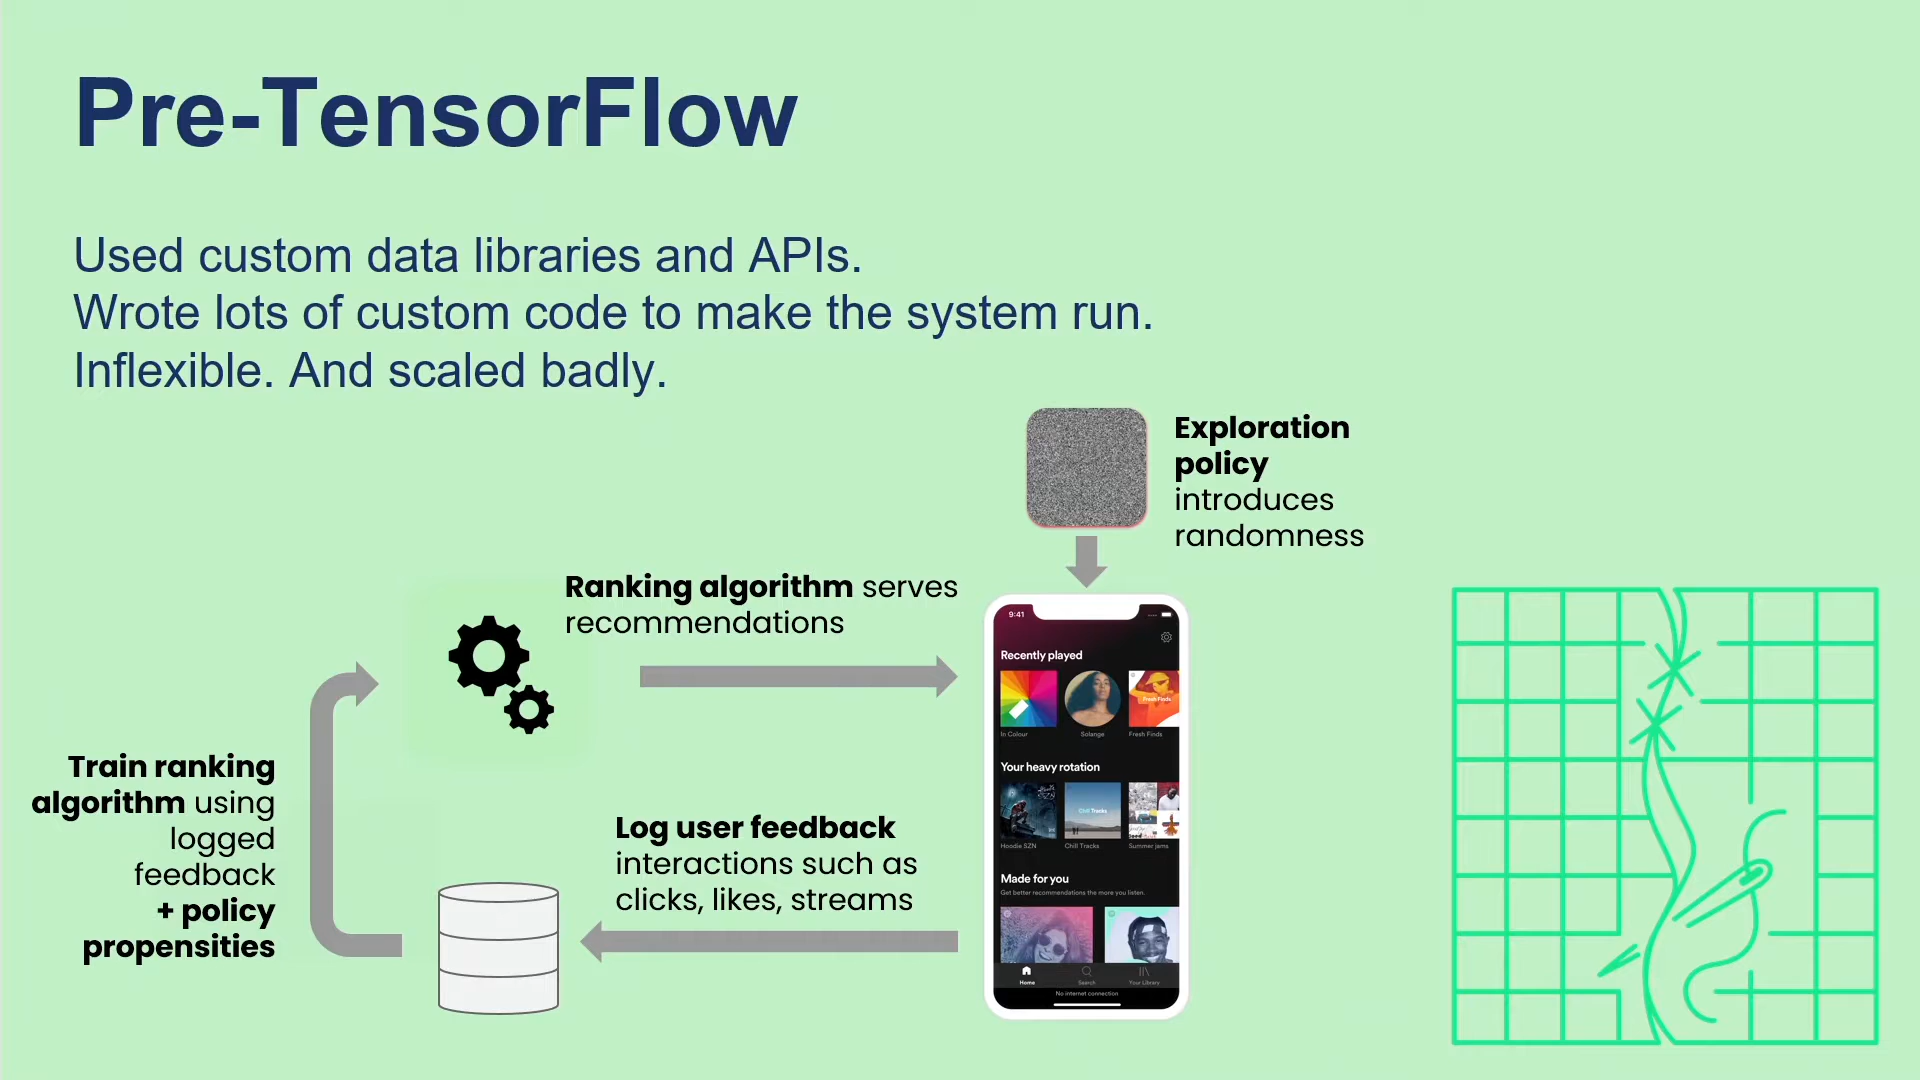 Pre-TensorFlow
Used custom data libraries and APIs.
Wrote lots of custom code to make the system run.
Inflexible. And scaled badly.
Exploration
policy
introduces
randomness
Ranking algorithm serves
recommendations
Train ranking
algorithm using
logged
feedback
+ policy
propensities
Log user feedback
interactions such as
clicks, likes, streams
9:41
Recently played
Fresh Finds
In Colour
Solange
Fresh Finds
Your heavy rotation
Chill Tracks
Hoodie SZN
Chill Tracks
Summer jams
Made for you
Get better recommendations the more you listen.
Home
Search
Your Library
No internet connection